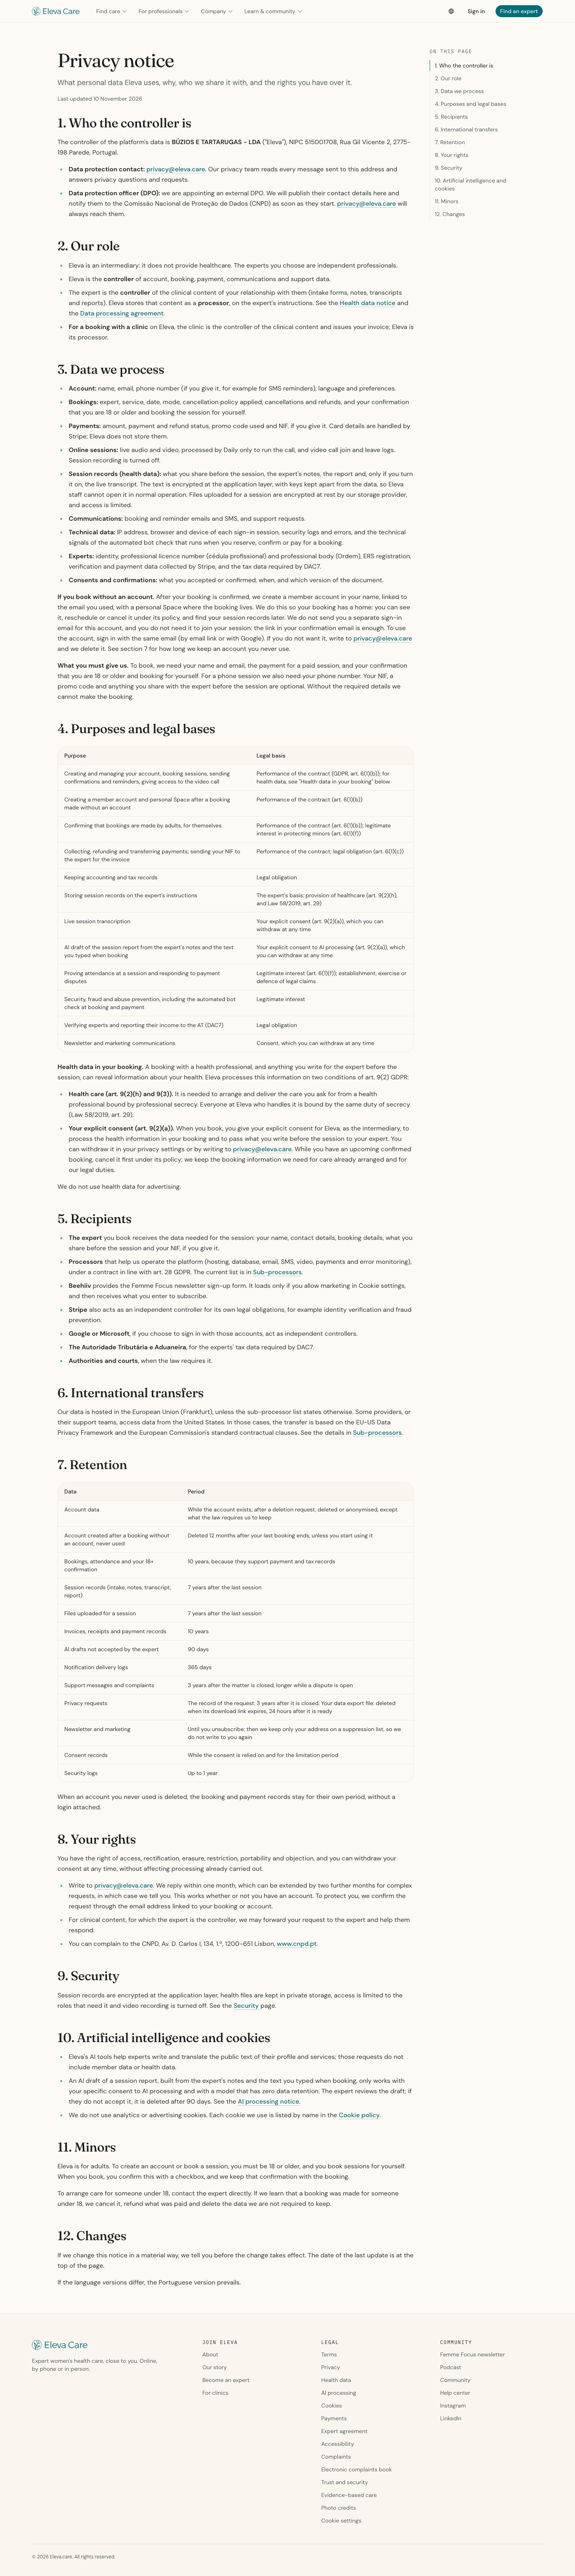 Eleva Care
Find care
For professionals
Company
Learn & community
Sign in
Find an expert
Privacy notice
What personal data Eleva uses, why, who we share it with, and the rights you have over it.
Last updated 10 November 2026
ON THIS PAGE
1. Who the controller is
2. Our role
3. Data we process
4. Purposes and legal bases
5. Recipients
6. International transfers
7. Retention
8. Your rights
9. Security
10. Artificial intelligence and
cookies
11. Minors
12. Changes
1. Who the controller is
The controller of the platform's data is BÚZIOS E TARTARUGAS - LDA ("Eleva"), NIPC 515001708, Rua Gil Vicente 2, 2775-
198 Parede, Portugal.
Data protection contact: privacy@eleva.care. Our privacy team reads every message sent to this address and
answers privacy questions and requests.
Data protection officer (DPO): we are appointing an external DPO. We will publish their contact details here and
notify them to the Comissão Nacional de Proteção de Dados (CNPD) as soon as they start. privacy@eleva.care will
always reach them.
2. Our role
Eleva is an intermediary: it does not provide healthcare. The experts you choose are independent professionals.
Eleva is the controller of account, booking, payment, communications and support data.
The expert is the controller of the clinical content of your relationship with them (intake forms, notes, transcripts
and reports). Eleva stores that content as a processor, on the expert's instructions. See the Health data notice and
the Data processing agreement.
For a booking with a clinic on Eleva, the clinic is the controller of the clinical content and issues your invoice; Eleva is
its processor.
3. Data we process
Account: name, email, phone number (if you give it, for example for SMS reminders), language and preferences.
Bookings: expert, service, date, mode, cancellation policy applied, cancellations and refunds, and your confirmation
that you are 18 or older and booking the session for yourself.
Payments: amount, payment and refund status, promo code used and NIF, if you give it. Card details are handled by
Stripe; Eleva does not store them.
Online sessions: live audio and video, processed by Daily only to run the call, and video call join and leave logs.
Session recording is turned off.
Session records (health data): what you share before the session, the expert's notes, the report and, only if you turn
it on, the live transcript. The text is encrypted at the application layer, with keys kept apart from the data, so Eleva
staff cannot open it in normal operation. Files uploaded for a session are encrypted at rest by our storage provider,
and access is limited.
Communications: booking and reminder emails and SMS, and support requests.
Technical data: IP address, browser and device of each sign-in session, security logs and errors, and the technical
signals of the automated bot check that runs when you reserve, confirm or pay for a booking.
Experts: identity, professional licence number (cédula profissional) and professional body (Ordem), ERS registration,
verification and payment data collected by Stripe, and the tax data required by DAC7.
Consents and confirmations: what you accepted or confirmed, when, and which version of the document.
If you book without an account. After your booking is confirmed, we create a member account in your name, linked to
the email you used, with a personal Space where the booking lives. We do this so your booking has a home: you can see
it, reschedule or cancel it under its policy, and find your session records later. We do not send you a separate sign-in
email for this account, and you do not need it to join your session: the link in your confirmation email is enough. To use
the account, sign in with the same email (by email link or with Google). If you do not want it, write to privacy@eleva.care
and we delete it. See section 7 for how long we keep an account you never use.
What you must give us. To book, we need your name and email, the payment for a paid session, and your confirmation
that you are 18 or older and booking for yourself. For a phone session we also need your phone number. Your NIF, a
promo code and anything you share with the expert before the session are optional. Without the required details we
cannot make the booking.
4. Purposes and legal bases
Purpose
Legal basis
Creating and managing your account, booking sessions, sending
confirmations and reminders, giving access to the video call
Performance of the contract (GDPR, art. 6(1)(b)); for
health data, see "Health data in your booking" below
Creating a member account and personal Space after a booking
made without an account
Performance of the contract (art. 6(1)(b))
Confirming that bookings are made by adults, for themselves
Performance of the contract (art. 6(1)(b)); legitimate
interest in protecting minors (art. 6(1)(f))
Collecting, refunding and transferring payments; sending your NIF to
the expert for the invoice
Performance of the contract; legal obligation (art. 6(1)(c))
Keeping accounting and tax records
Legal obligation
Storing session records on the expert's instructions
The expert's basis: provision of healthcare (art. 9(2)(h),
and Law 58/2019, art. 29)
Live session transcription
Your explicit consent (art. 9(2)(a)), which you can
withdraw at any time
AI draft of the session report from the expert's notes and the text
you typed when booking
Your explicit consent to AI processing (art. 9(2)(a)), which
you can withdraw at any time
Proving attendance at a session and responding to payment
disputes
Legitimate interest (art. 6(1)(f)); establishment, exercise or
defence of legal claims
Security, fraud and abuse prevention, including the automated bot
check at booking and payment
Legitimate interest
Verifying experts and reporting their income to the AT (DAC7)
Legal obligation
Newsletter and marketing communications
Consent, which you can withdraw at any time
Health data in your booking. A booking with a health professional, and anything you write for the expert before the
session, can reveal information about your health. Eleva processes this information on two conditions of art. 9(2) GDPR:
Health care (art. 9(2)(h) and 9(3)). It is needed to arrange and deliver the care you ask for from a health
professional bound by professional secrecy. Everyone at Eleva who handles it is bound by the same duty of secrecy
(Law 58/2019, art. 29).
Your explicit consent (art. 9(2)(a)). When you book, you give your explicit consent for Eleva, as the intermediary, to
process the health information in your booking and to pass what you write before the session to your expert. You
can withdraw it in your privacy settings or by writing to privacy@eleva.care. While you have an upcoming confirmed
booking, cancel it first under its policy; we keep the booking information we need for care already arranged and for
our legal duties.
We do not use health data for advertising.
5. Recipients
The expert you book receives the data needed for the session: your name, contact details, booking details, what you
share before the session and your NIF, if you give it.
Processors that help us operate the platform (hosting, database, email, SMS, video, payments and error monitoring),
under a contract in line with art. 28 GDPR. The current list is in Sub-processors.
Beehiiv provides the Femme Focus newsletter sign-up form. It loads only if you allow marketing in Cookie settings,
and then receives what you enter to subscribe.
Stripe also acts as an independent controller for its own legal obligations, for example identity verification and fraud
prevention.
Google or Microsoft, if you choose to sign in with those accounts, act as independent controllers.
The Autoridade Tributária e Aduaneira, for the experts' tax data required by DAC7.
Authorities and courts, when the law requires it.
6. International transfers
Our data is hosted in the European Union (Frankfurt), unless the sub-processor list states otherwise. Some providers, or
their support teams, access data from the United States. In those cases, the transfer is based on the EU-US Data
Privacy Framework and the European Commission's standard contractual clauses. See the details in Sub-processors.
7. Retention
Data
Period
Account data
While the account exists; after a deletion request, deleted or anonymised, except
what the law requires us to keep
Account created after a booking without
an account, never used
Deleted 12 months after your last booking ends, unless you start using it
Bookings, attendance and your 18+
confirmation
10 years, because they support payment and tax records
Session records (intake, notes, transcript,
report)
7 years after the last session
Files uploaded for a session
7 years after the last session
Invoices, receipts and payment records
10 years
AI drafts not accepted by the expert
90 days
Notification delivery logs
365 days
Support messages and complaints
3 years after the matter is closed, longer while a dispute is open
Privacy requests
The record of the request: 3 years after it is closed. Your data export file: deleted
when its download link expires, 24 hours after it is ready
Newsletter and marketing
Until you unsubscribe; then we keep only your address on a suppression list, so we
do not write to you again
Consent records
While the consent is relied on and for the limitation period
Security logs
Up to 1 year
When an account you never used is deleted, the booking and payment records stay for their own period, without a
login attached.
8. Your rights
You have the right of access, rectification, erasure, restriction, portability and objection, and you can withdraw your
consent at any time, without affecting processing already carried out.
Write to privacy@eleva.care. We reply within one month, which can be extended by two further months for complex
requests, in which case we tell you. This works whether or not you have an account. To protect you, we confirm the
request through the email address linked to your booking or account.
For clinical content, for which the expert is the controller, we may forward your request to the expert and help them
respond.
You can complain to the CNPD, Av. D. Carlos I, 134, 1.º, 1200-651 Lisbon, www.cnpd.pt.
9. Security
Session records are encrypted at the application layer, health files are kept in private storage, access is limited to the
roles that need it and video recording is turned off. See the Security page.
10. Artificial intelligence and cookies
Eleva's AI tools help experts write and translate the public text of their profile and services; those requests do not
include member data or health data.
An AI draft of a session report, built from the expert's notes and the text you typed when booking, only works with
your specific consent to AI processing and with a model that has zero data retention. The expert reviews the draft; if
they do not accept it, it is deleted after 90 days. See the AI processing notice.
We do not use analytics or advertising cookies. Each cookie we use is listed by name in the Cookie policy.
11. Minors
Eleva is for adults. To create an account or book a session, you must be 18 or older, and you book sessions for yourself.
When you book, you confirm this with a checkbox, and we keep that confirmation with the booking.
To arrange care for someone under 18, contact the expert directly. If we learn that a booking was made for someone
under 18, we cancel it, refund what was paid and delete the data we are not required to keep.
12. Changes
If we change this notice in a material way, we tell you before the change takes effect. The date of the last update is at the
top of the page.
If the language versions differ, the Portuguese version prevails.
Eleva Care
Expert women's health care, close to you. Online,
by phone or in person.
JOIN ELEVA
About
Our story
Become an expert
For clinics
LEGAL
Terms
Privacy
Health data
AI processing
Cookies
Payments
Expert agreement
Accessibility
Complaints
Electronic complaints book
Trust and security
Evidence-based care
Photo credits
Cookie settings
COMMUNITY
Femme Focus newsletter
Podcast
Community
Help center
Instagram
LinkedIn
© 2026 Eleva.care. All rights reserved.